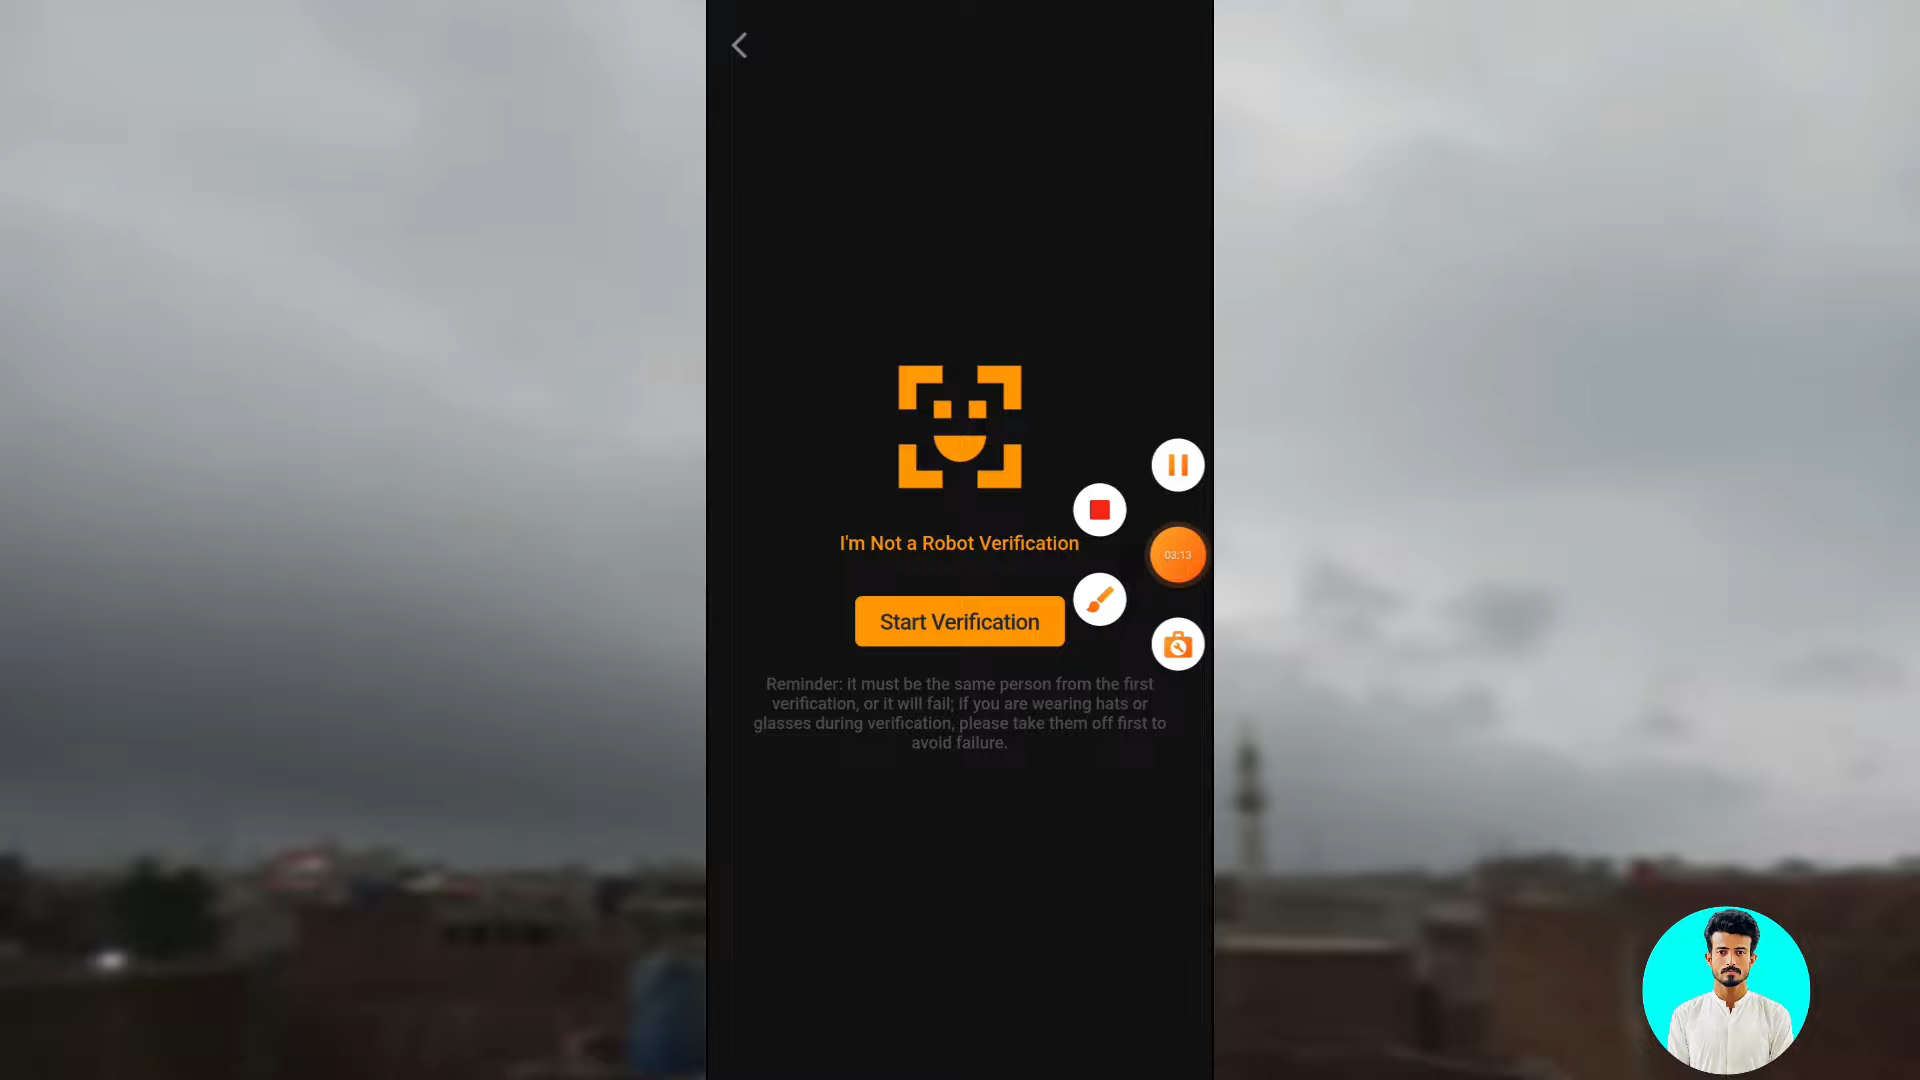 I'm Not a Robot Verification
03:13
Start Verification
Reminder: it must be the same person from the first
verification, or it will fail; if you are wearing hats or
glasses during verification, please take them off first to
avoid failure.